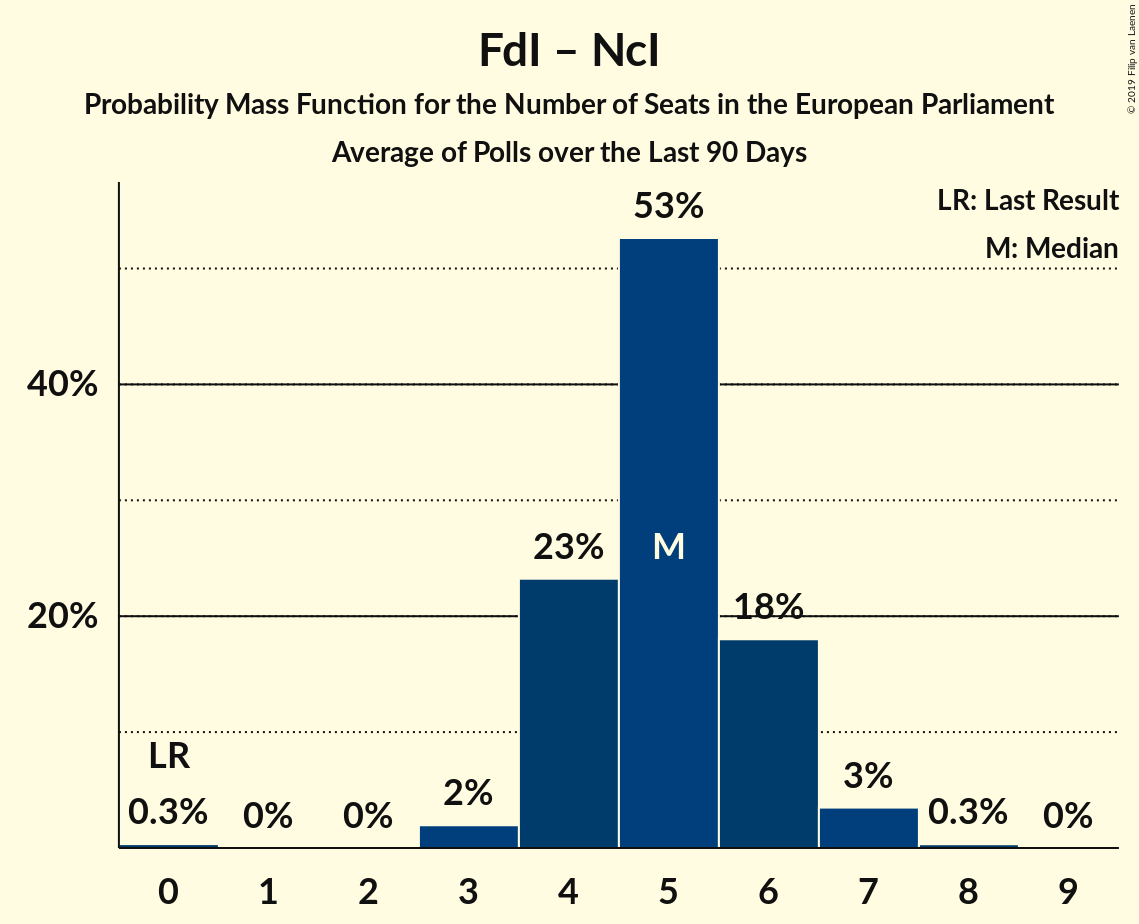 FdI – NcI
Probability Mass Function for the Number of Seats in the European Parliament
Average of Polls over the Last 90 Days
© 2019 Filip van Laenen
LR: Last Result
M: Median
53%
40%
23%
M
20%
18%
LR
0.3%
0%
0%
2%
3%
0.3%
0%
0 1 2 3 4 5 6 7 8 9